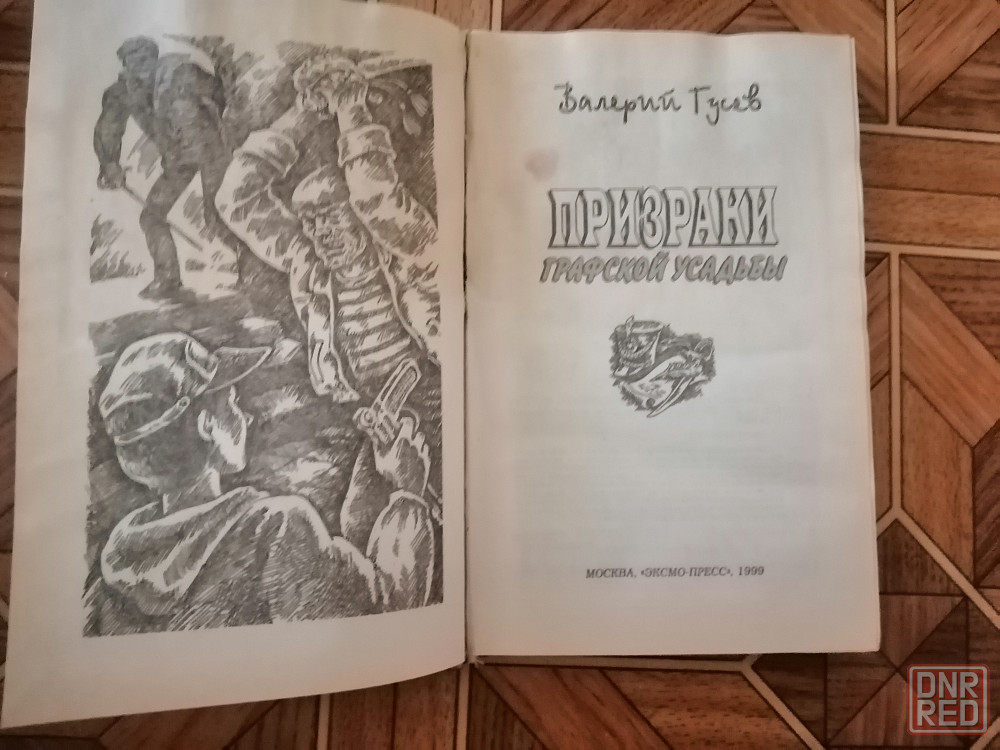 Валерий Гусев
ПРИЗРАКИ
ГРАФСКОЙ УСАДЬБЫ
МОСКВА, «ЭКСМО-ПРЕСС», 1999
DNR
RED